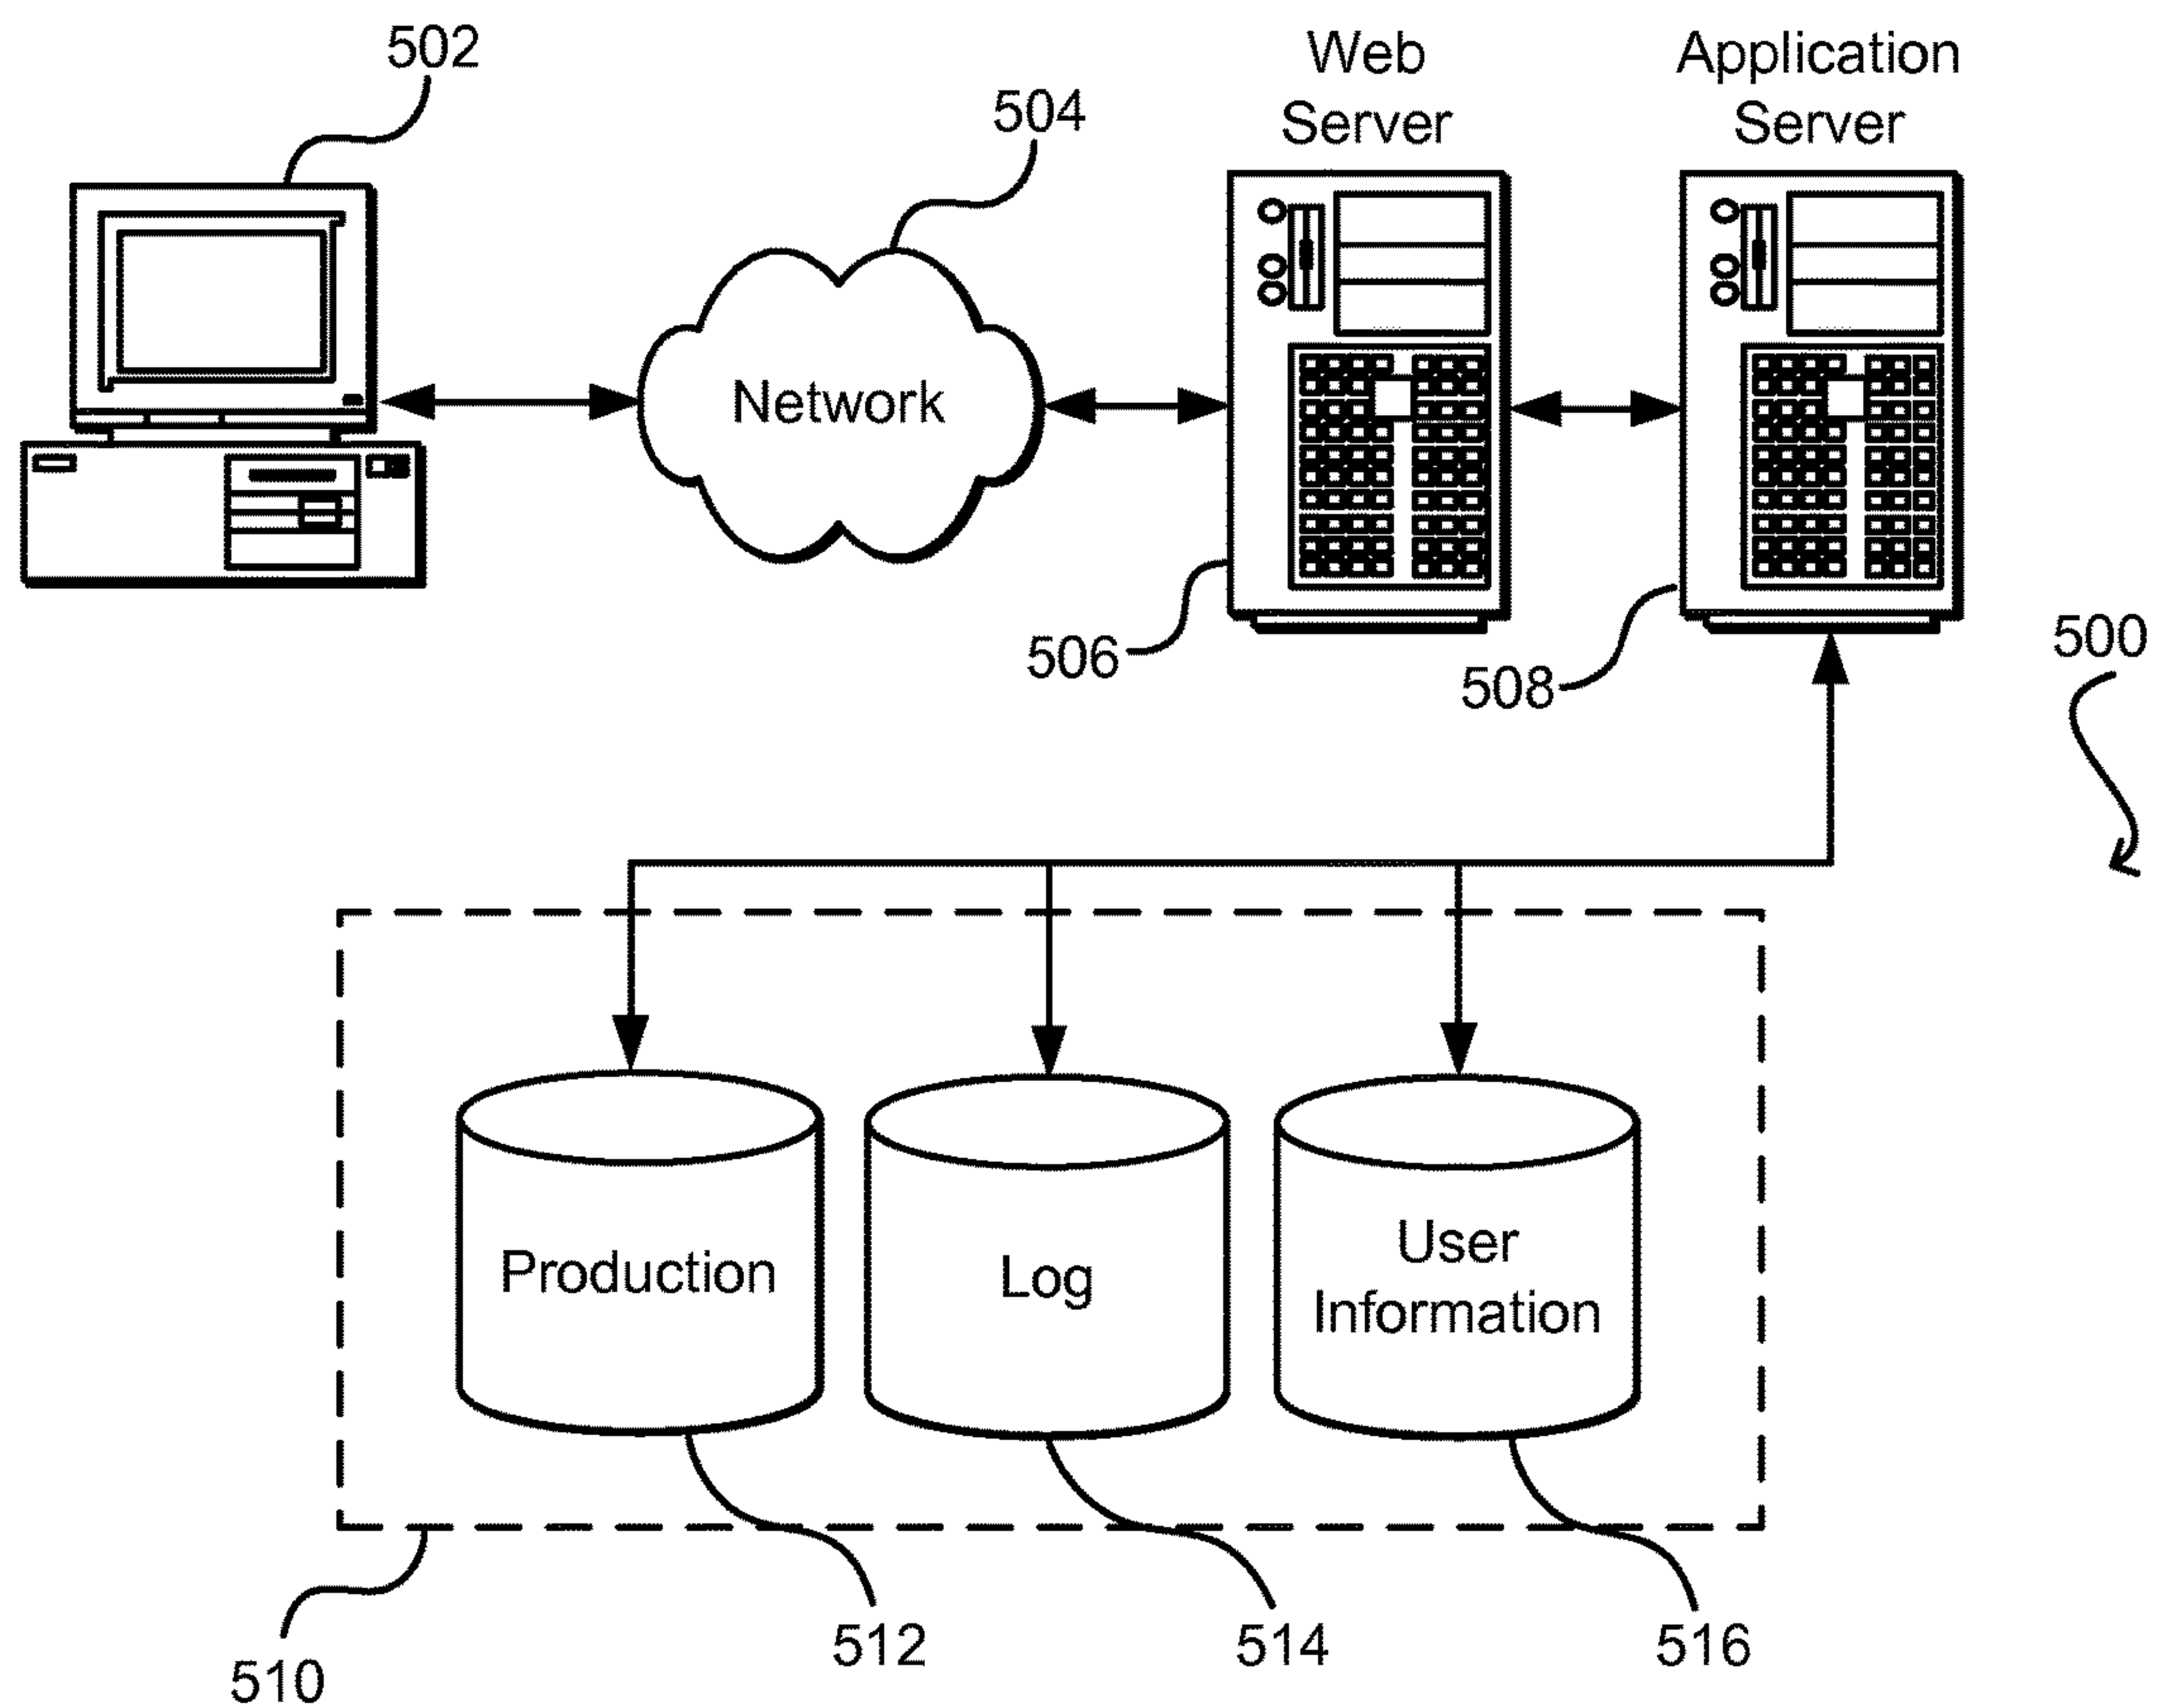 502
504
Web
Server
Application
Server
Network
506
508
500
Production
Log
User
Information
510
512
514
516